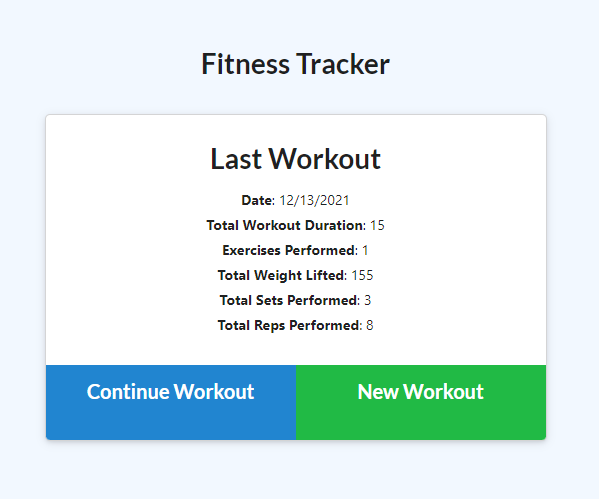 Fitness Tracker
Last Workout
Date: 12/13/2021
Total Workout Duration: 15
Exercises Performed: 1
Total Weight Lifted: 155
Total Sets Performed: 3
Total Reps Performed: 8
Continue Workout
New Workout